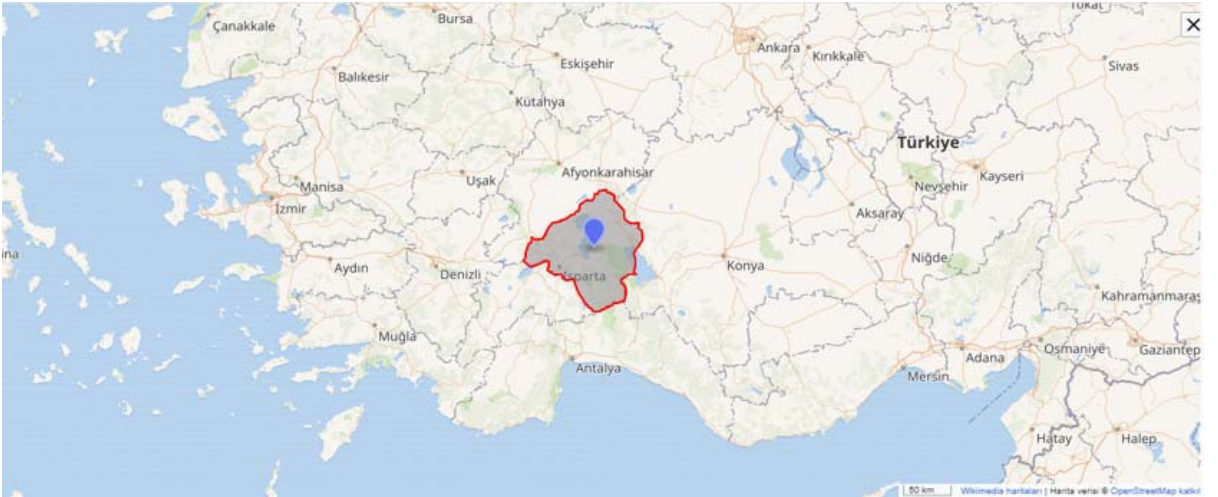 Tokat
Bursa
Çanakkale
Ankara
Kırıkkale
Eskişehir
Sivas
Balıkesir
Kütahya
Türkiye
Afyonkarahisar
Uşak
Kayseri
Manisa
Nevşehir
İzmir
Aksaray
na
Niğde
Aydın
Denizli
Isparta
Konya
Kahramanmaraş
Muğla
Osmaniye
Gaziantep
Adana
Antalya
Mersin
Hatay
Halep
50 km
Wikimedia haritaları | Harita verisi © OpenStreetMap katkıl